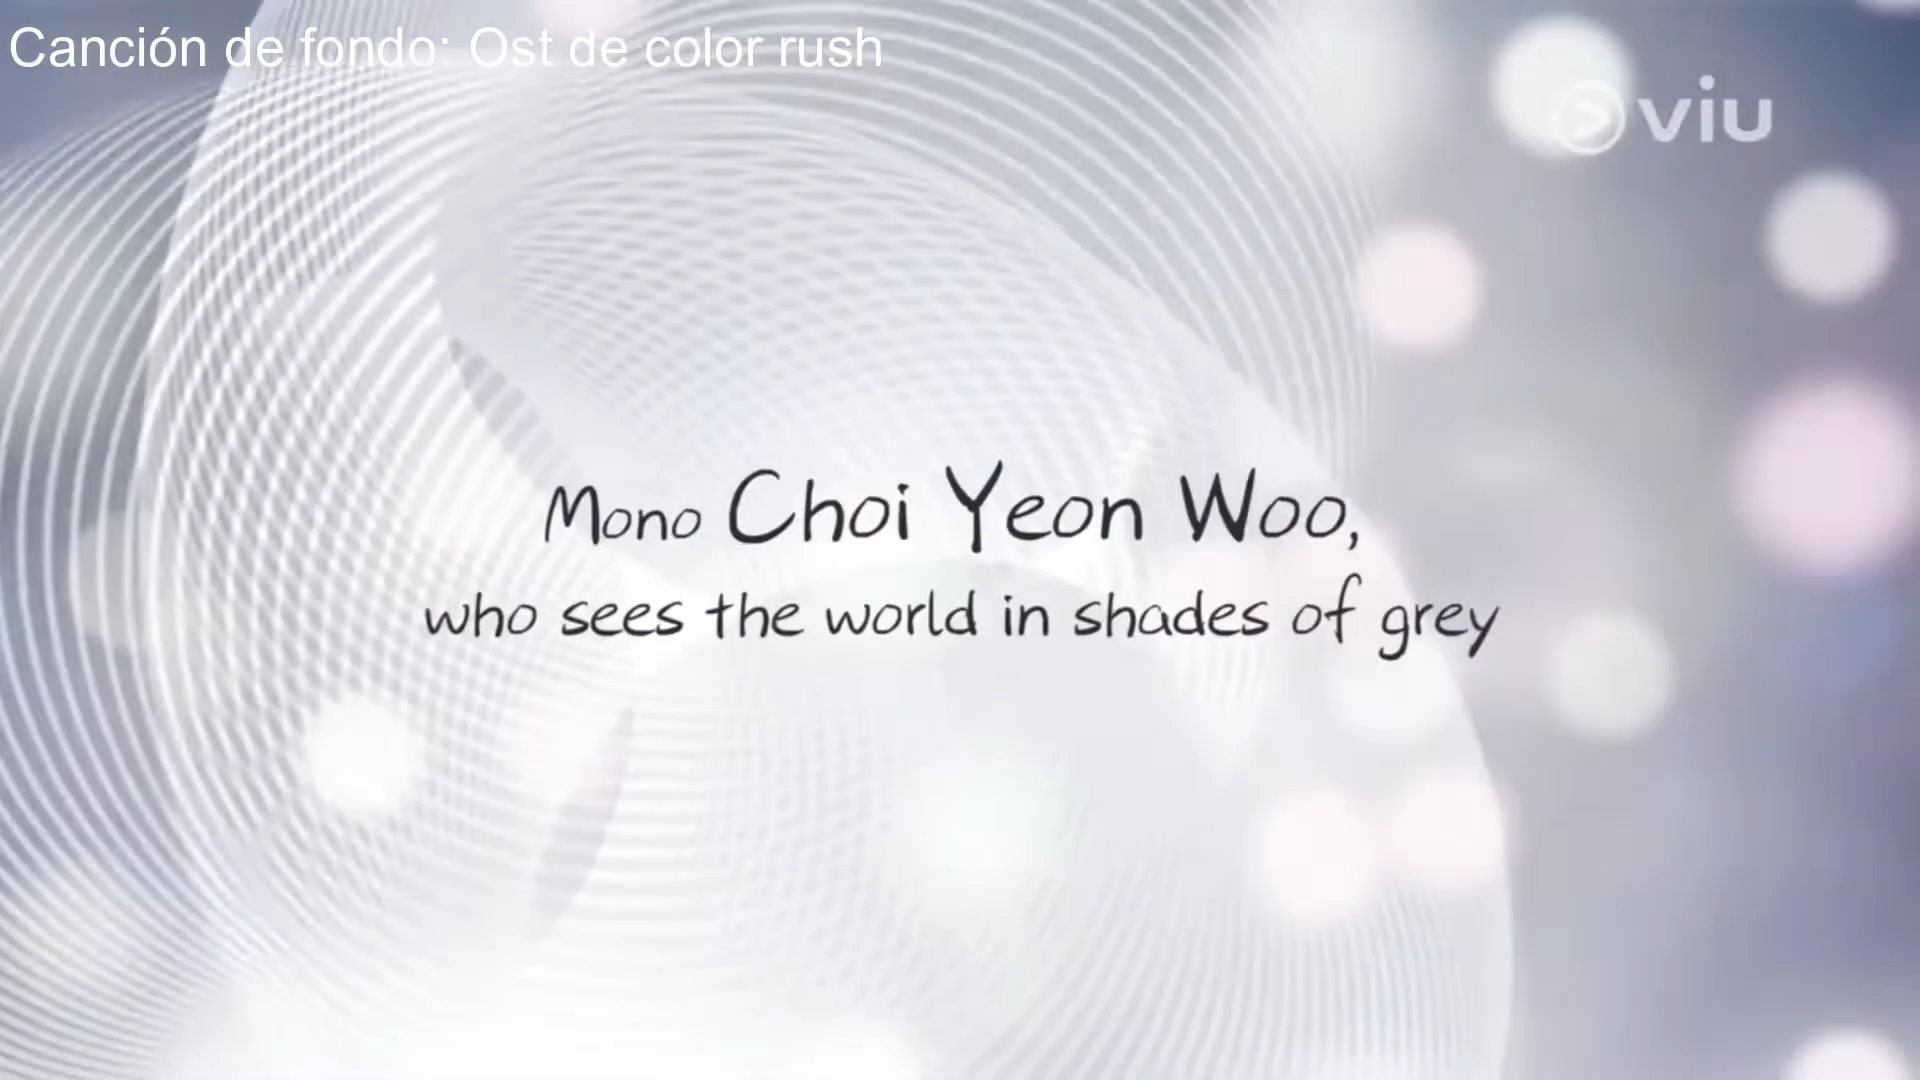 Canción de fondo: Ost de color rush
viu
Mono Choi Yeon Woo,
who sees the world in shades of grey